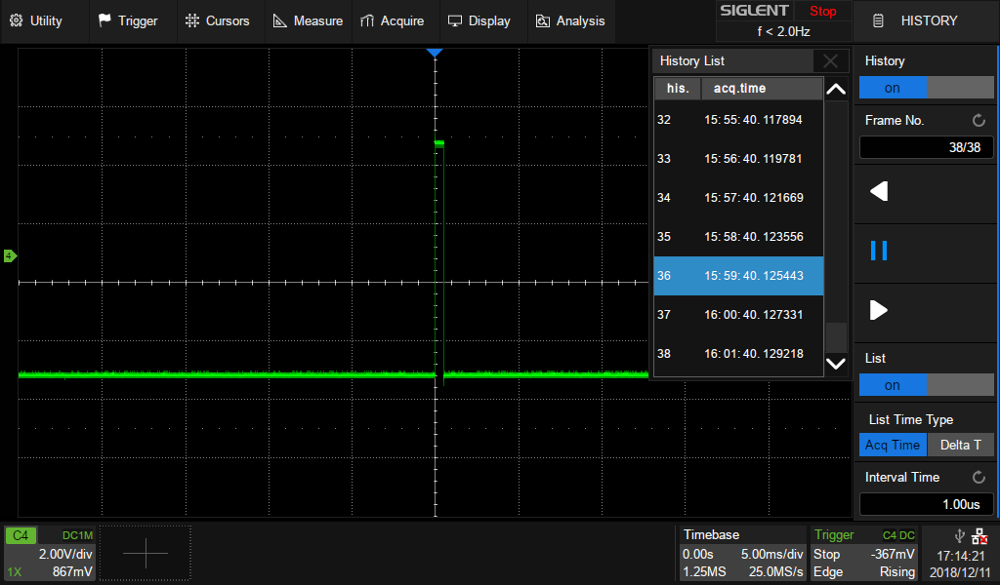 Utility Trigger Cursors Measure Acquire Display Analysis
SIGLENT Stop
f < 2.0Hz
HISTORY
History List
his. acq.time
32 15:55:40.117894
33 15:56:40.119781
34 15:57:40.121669
35 15:58:40.123556
36 15:59:40.125443
37 16:00:40.127331
38 16:01:40.129218
History
on
Frame No.
38/38
List
on
List Time Type
Acq Time Delta T
Interval Time
1.00us
4
C4 DC1M
2.00V/div
1X 867mV
Timebase
0.00s 5.00ms/div
1.25MS 25.0MS/s
Trigger C4 DC
Stop -367mV
Edge Rising
17:14:21
2018/12/11